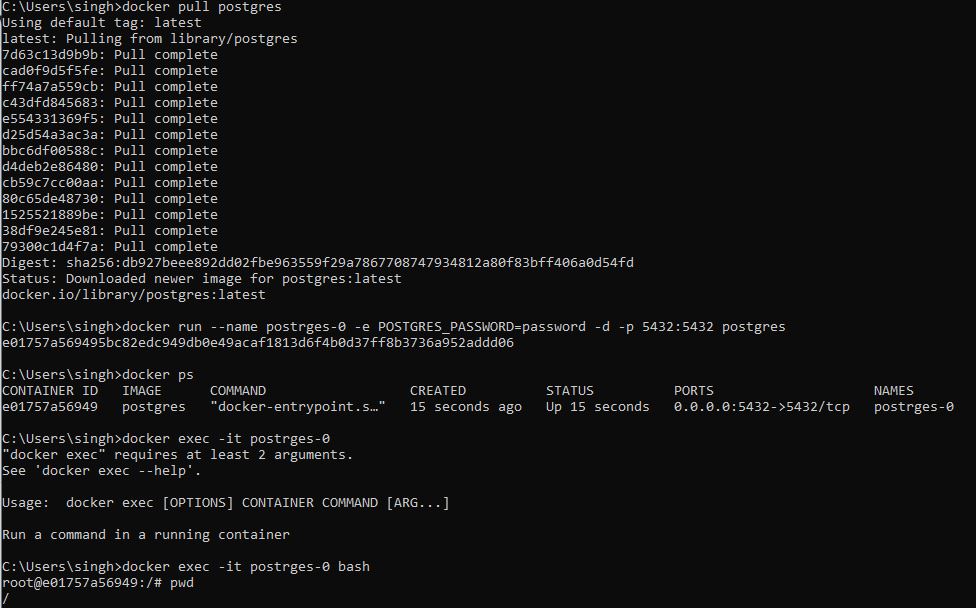 C:\Users\singh>docker pull postgres
Using default tag: latest
latest: Pulling from library/postgres
7d63c13d9b9b: Pull complete
cad0f9d5f5fe: Pull complete
ff74a7a559cb: Pull complete
c43dfd845683: Pull complete
e554331369f5: Pull complete
d25d54a3ac3a: Pull complete
bbc6df00588c: Pull complete
d4deb2e86480: Pull complete
cb59c7cc00aa: Pull complete
80c65de48730: Pull complete
1525521889be: Pull complete
38df9e245e81: Pull complete
79300c1d4f7a: Pull complete
Digest: sha256:db927beee892dd02fbe963559f29a7867708747934812a80f83bff406a0d54fd
Status: Downloaded newer image for postgres:latest
docker.io/library/postgres:latest
C:\Users\singh>docker run --name postrges-0 -e POSTGRES_PASSWORD=password -d -p 5432:5432 postgres
e01757a569495bc82edc949db0e49acaf1813d6f4b0d37ff8b3736a952addd06
C:\Users\singh>docker ps
CONTAINER ID   IMAGE      COMMAND                  CREATED          STATUS          PORTS                    NAMES
e01757a56949   postgres   "docker-entrypoint.s…"   15 seconds ago   Up 15 seconds   0.0.0.0:5432->5432/tcp   postrges-0
C:\Users\singh>docker exec -it postrges-0
"docker exec" requires at least 2 arguments.
See 'docker exec --help'.
Usage:  docker exec [OPTIONS] CONTAINER COMMAND [ARG...]
Run a command in a running container
C:\Users\singh>docker exec -it postrges-0 bash
root@e01757a56949:/# pwd
/